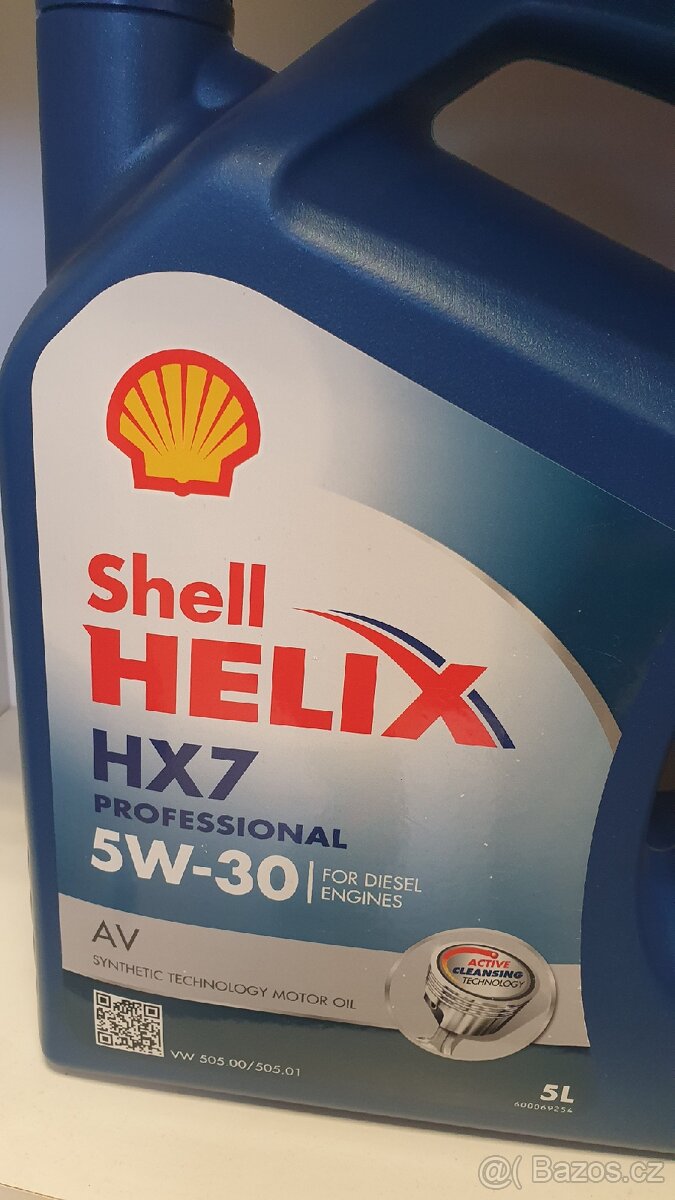 Shell
HELIX
HX7
PROFESSIONAL
5W-30
FOR DIESEL
ENGINES
AV
SYNTHETIC TECHNOLOGY MOTOR OIL
ACTIVE
CLEANSING
TECHNOLOGY
VW 505.00/505.01
5L
600069254
@( Bazos.cz